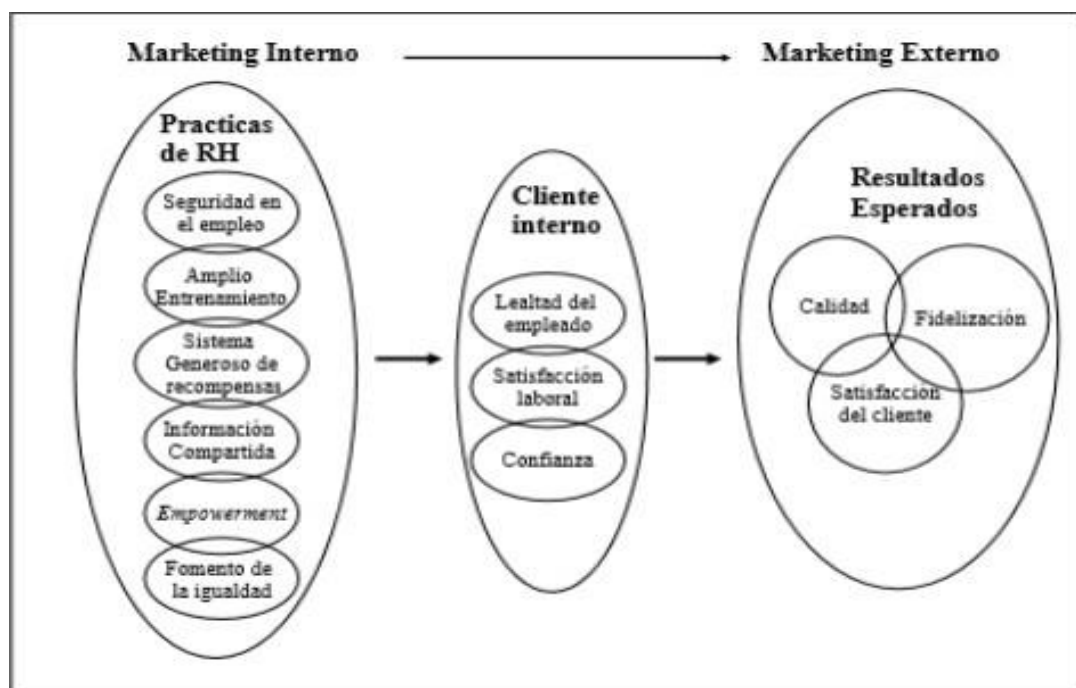 Marketing Interno
Marketing Externo
Practicas
de RH
Seguridad en
el empleo
Amplio
Entrenamiento
Sistema
Generoso de
recompensas
Información
Compartida
Empowerment
Fomento de
la igualdad
Cliente
interno
Lealtad del
empleado
Satisfacción
laboral
Confianza
Resultados
Esperados
Calidad
Fidelización
Satisfaccion
del cliente